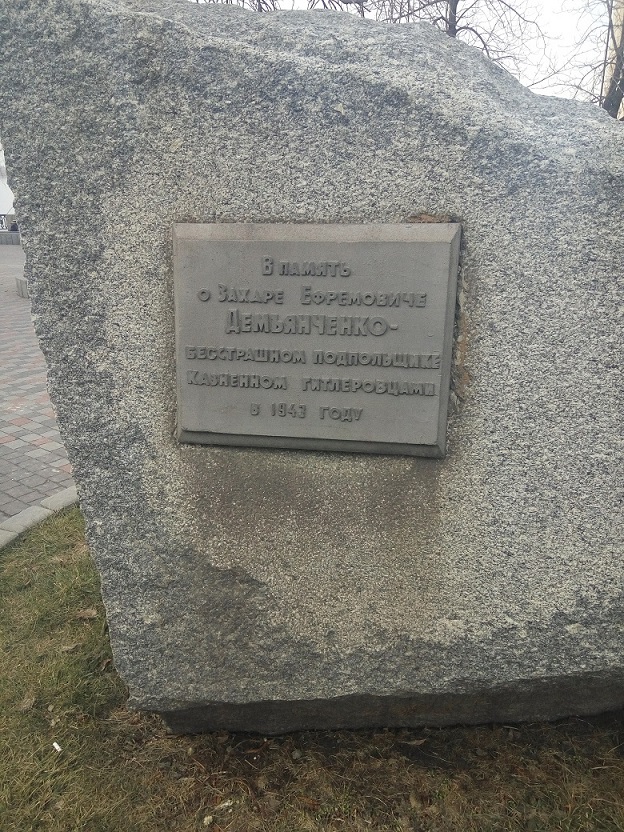 В ПАМЯТЬ
О ЗАХАРЕ ЕФРЕМОВИЧЕ
ДЕМЬЯНЧЕНКО-
БЕССТРАШНОМ ПОДПОЛЬЩИКЕ
КАЗНЕННОМ ГИТЛЕРОВЦАМИ
В 1943 ГОДУ